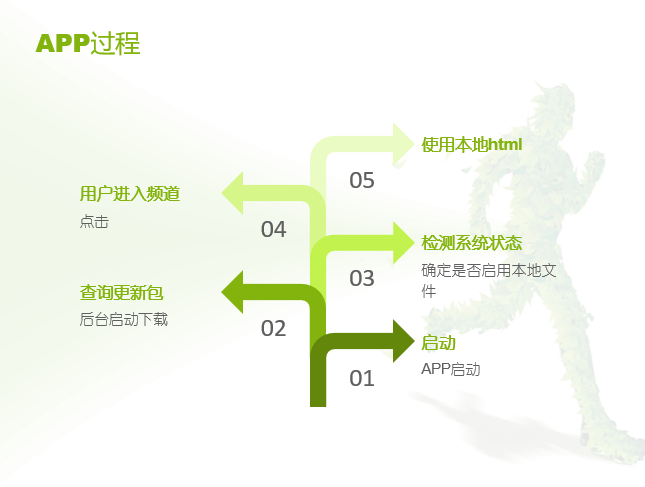 APP过程
使用本地html
05
用户进入频道
点击
04
检测系统状态
确定是否启用本地文
件
03
查询更新包
后台启动下载
02
启动
APP启动
01